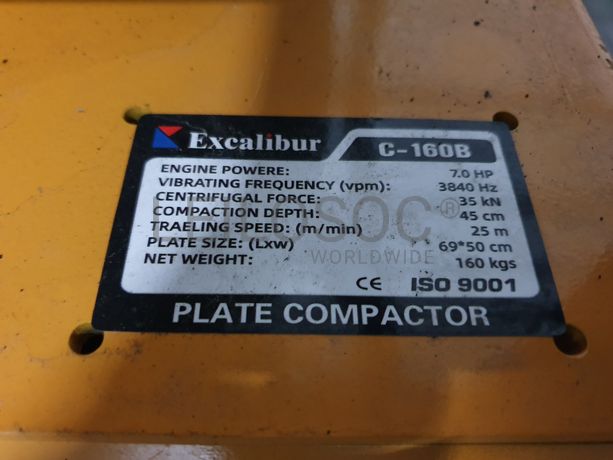 Excalibur C-160B
ENGINE POWERE: 7.0 HP
VIBRATING FREQUENCY (vpm): 3840 Hz
CENTRIFUGAL FORCE: 35 kN
COMPACTION DEPTH: 45 cm
TRAELING SPEED: (m/min) 25 m
PLATE SIZE: (Lxw) 69*50 cm
WORLDWIDE
NET WEIGHT: 160 kgs
CE ISO 9001
PLATE COMPACTOR